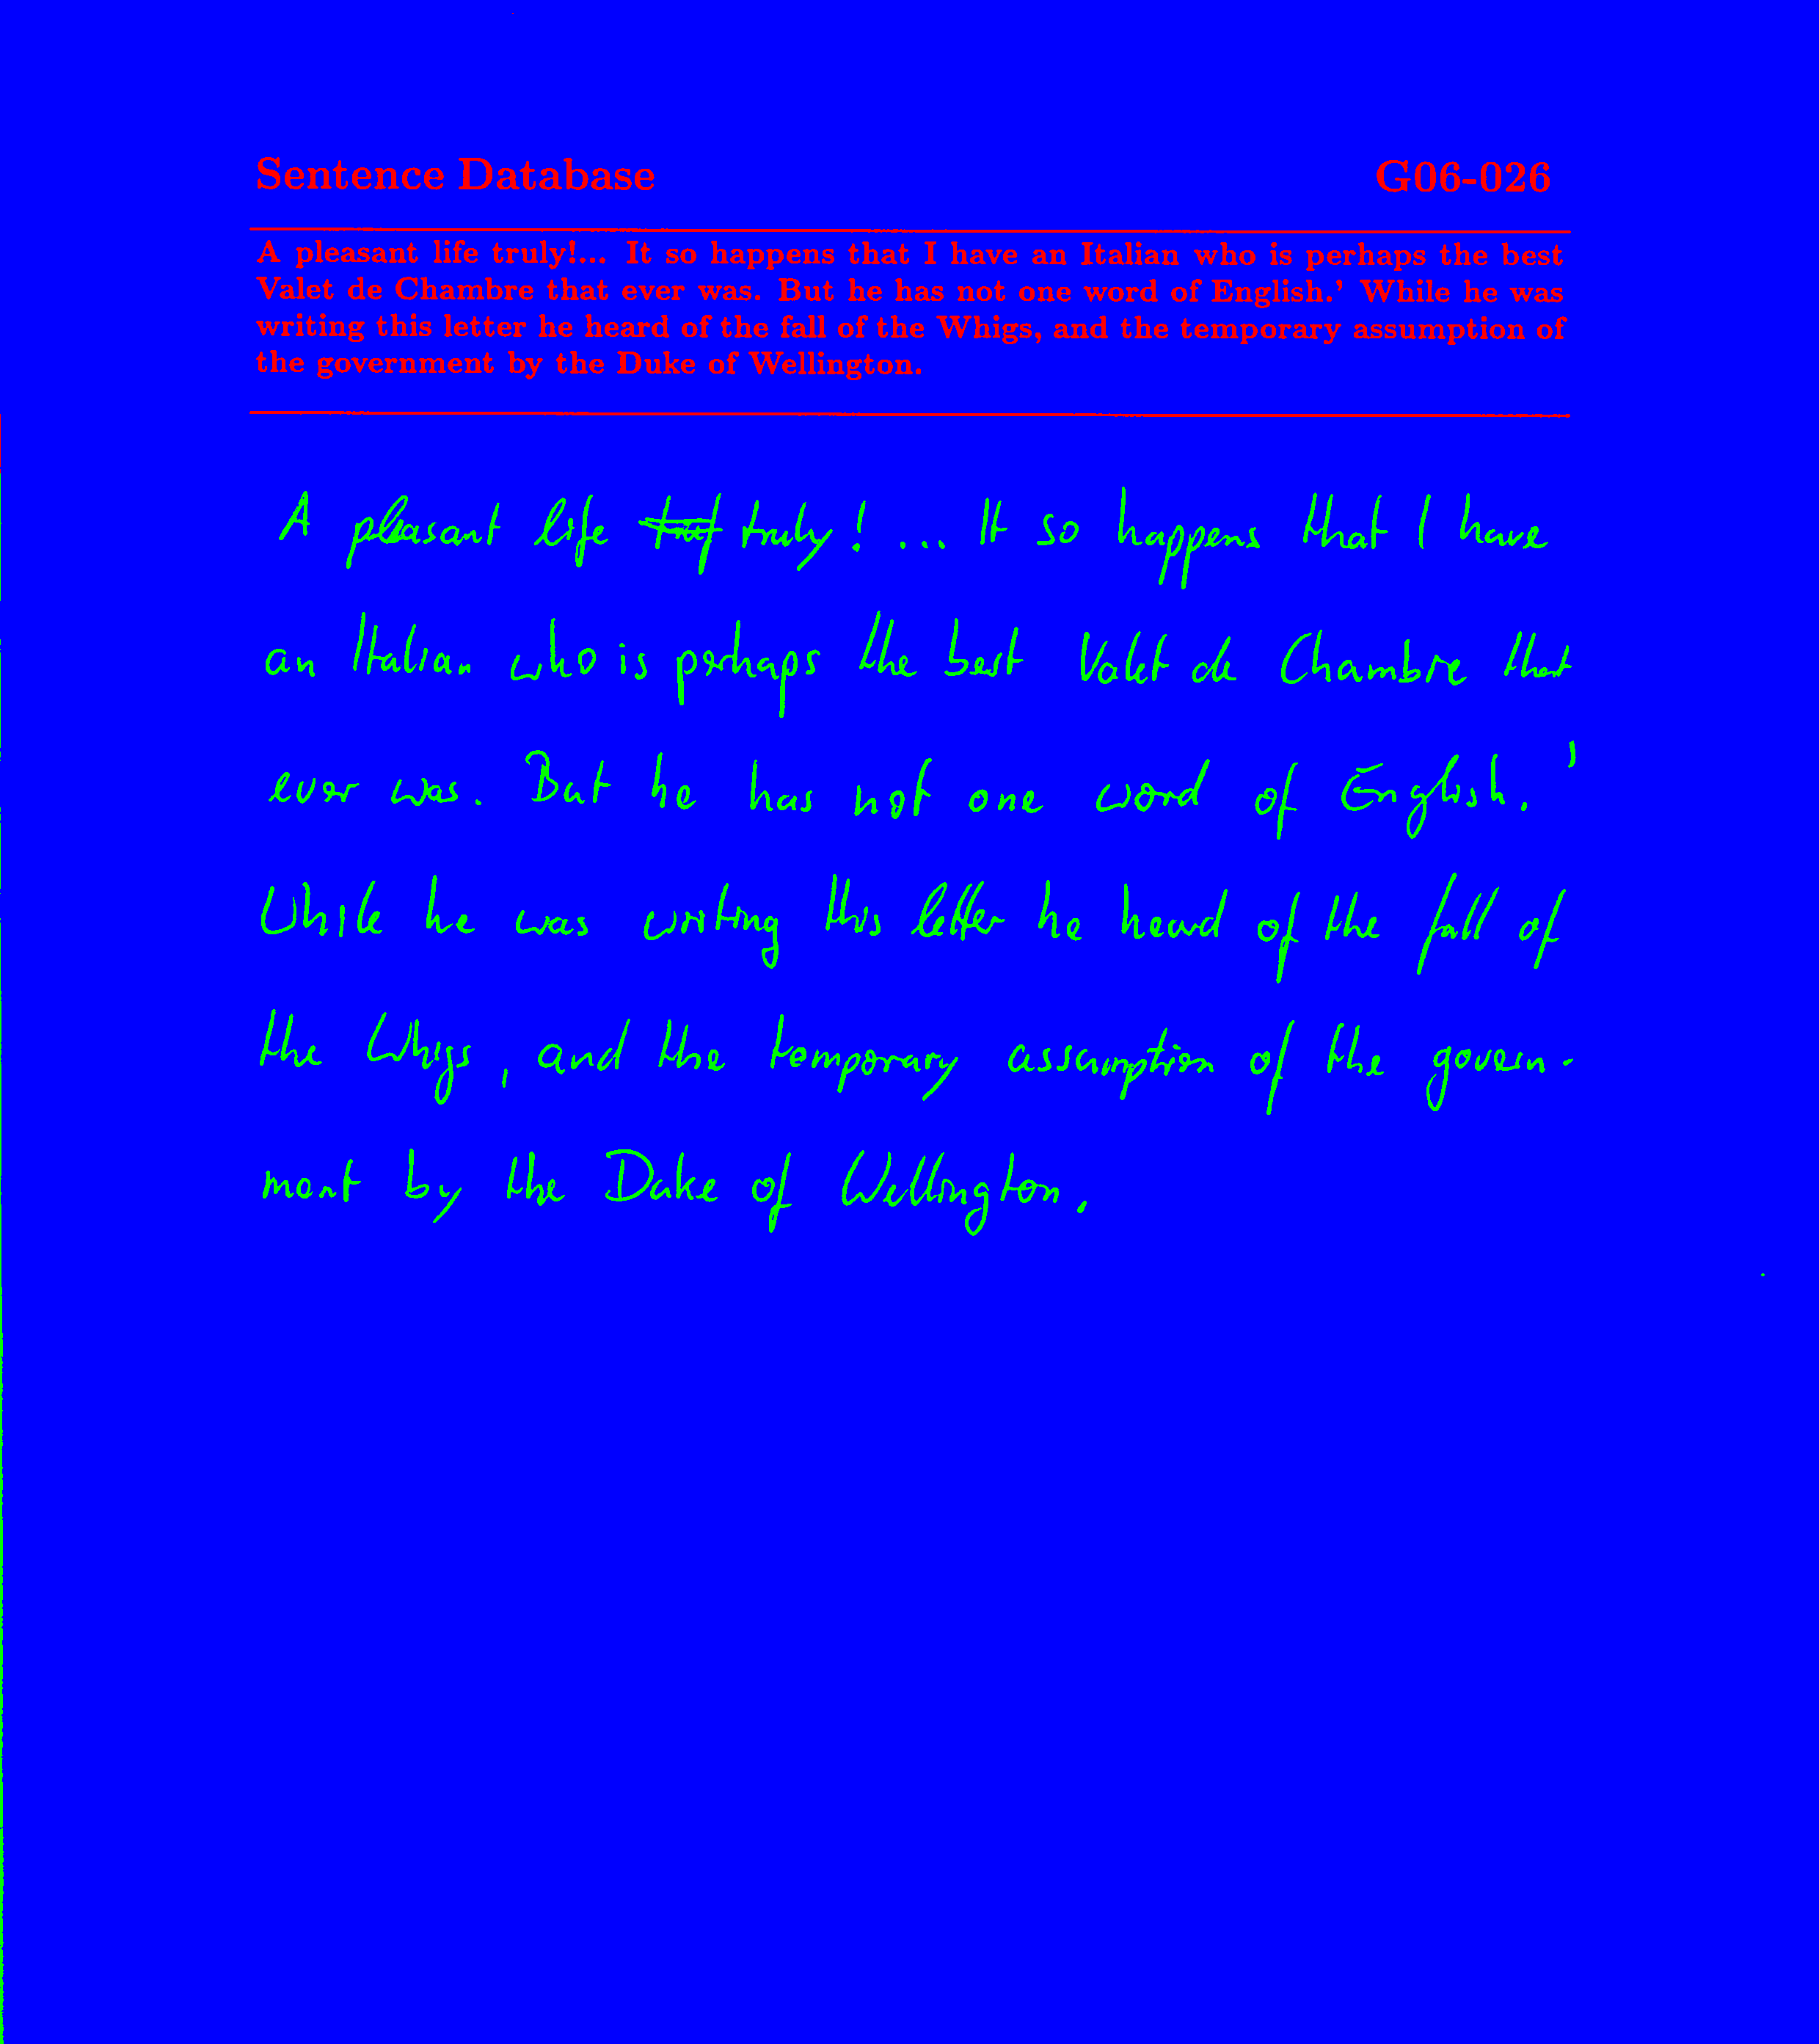 Sentence Database G06-026
A pleasant life truly!... It so happens that I have an Italian who is perhaps the best
Valet de Chambre that ever was. But he has not one word of English.' While he was
writing this letter he heard of the fall of the Whigs, and the temporary assumption of
the government by the Duke of Wellington.
A pleasant life truly! ... It so happens that I have
an Italian who is perhaps the best Valet de Chambre that
ever was. But he has not one word of English.'
While he was writing this letter he heard of the fall of
the Whigs, and the temporary assumption of the govern-
ment by the Duke of Wellington.